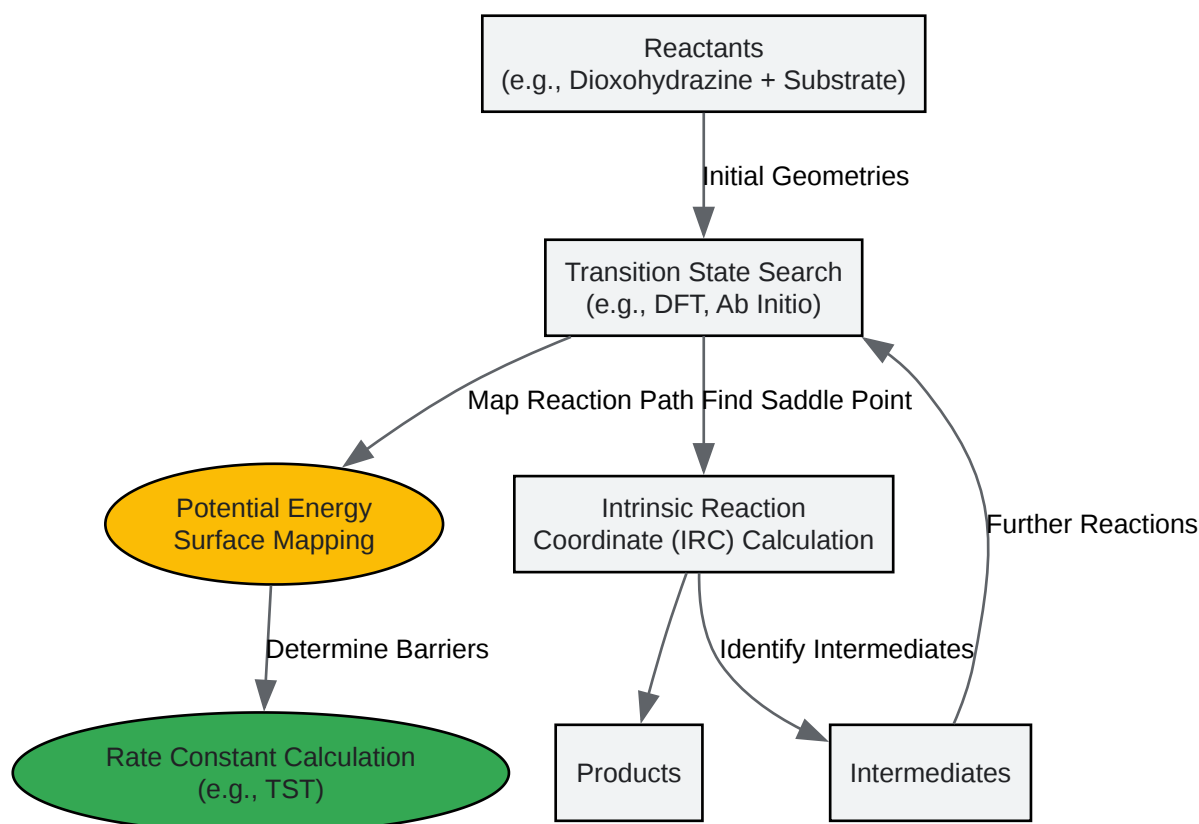 Reactants
(e.g., Dioxohydrazine + Substrate)
Initial Geometries
Transition State Search
(e.g., DFT, Ab Initio)
Map Reaction Path
Find Saddle Point
Potential Energy
Surface Mapping
Intrinsic Reaction
Coordinate (IRC) Calculation
Further Reactions
Determine Barriers
Identify Intermediates
Rate Constant Calculation
(e.g., TST)
Products
Intermediates